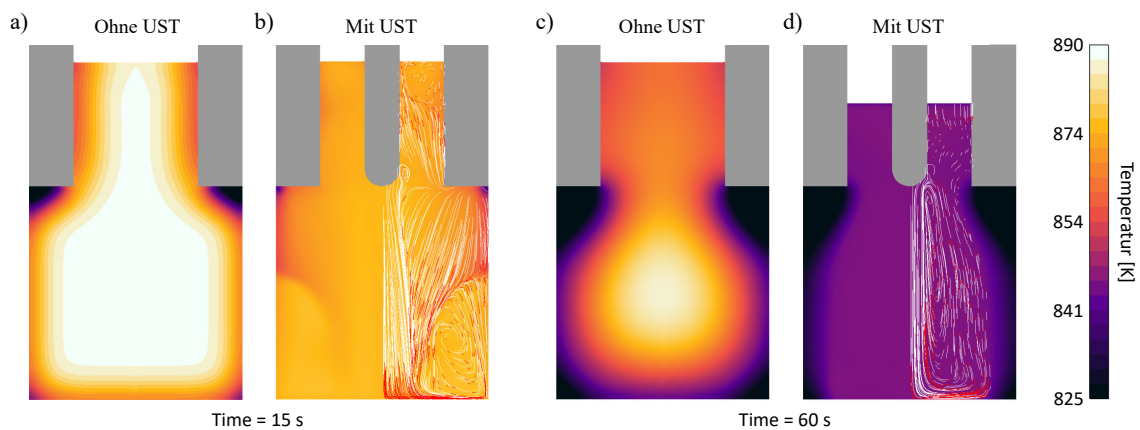 a) Ohne UST b) Mit UST c) Ohne UST d) Mit UST
890
874
854
841
825
Temperatur [K]
Time = 15 s Time = 60 s